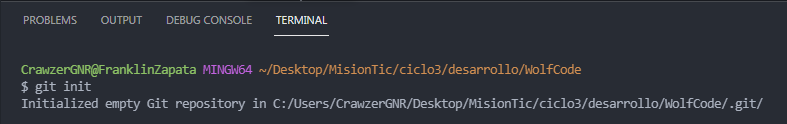 PROBLEMS OUTPUT DEBUG CONSOLE TERMINAL
CrawzerGNR@FranklinZapata MINGW64 ~/Desktop/MisionTic/ciclo3/desarrollo/WolfCode
$ git init
Initialized empty Git repository in C:/Users/CrawzerGNR/Desktop/MisionTic/ciclo3/desarrollo/WolfCode/.git/